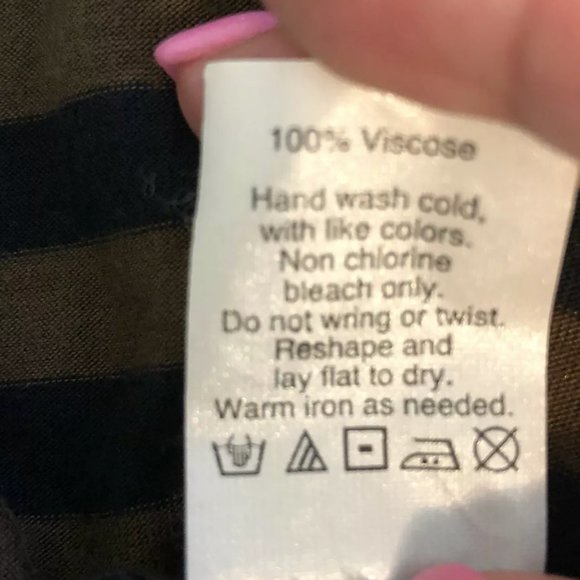 100% Viscose
Hand wash cold,
with like colors.
Non chlorine
bleach only.
Do not wring or twist.
Reshape and
lay flat to dry.
Warm iron as needed.